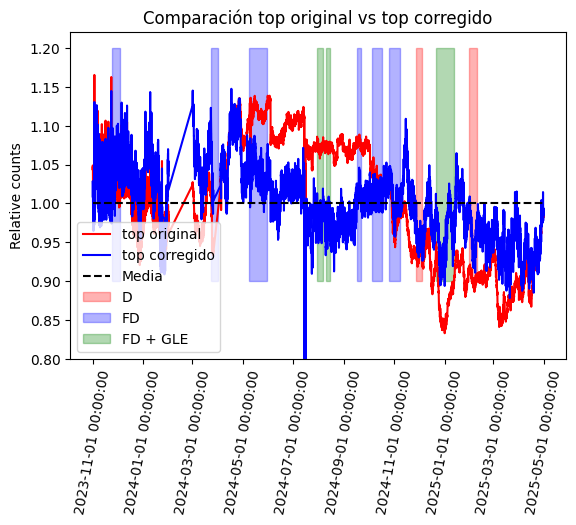 Comparación top original vs top corregido
Relative counts
1.20
1.15
1.10
1.05
1.00
0.95
0.90
0.85
0.80
top original
top corregido
Media
D
FD
FD + GLE
2023-11-01 00:00:00
2024-01-01 00:00:00
2024-03-01 00:00:00
2024-05-01 00:00:00
2024-07-01 00:00:00
2024-09-01 00:00:00
2024-11-01 00:00:00
2025-01-01 00:00:00
2025-03-01 00:00:00
2025-05-01 00:00:00